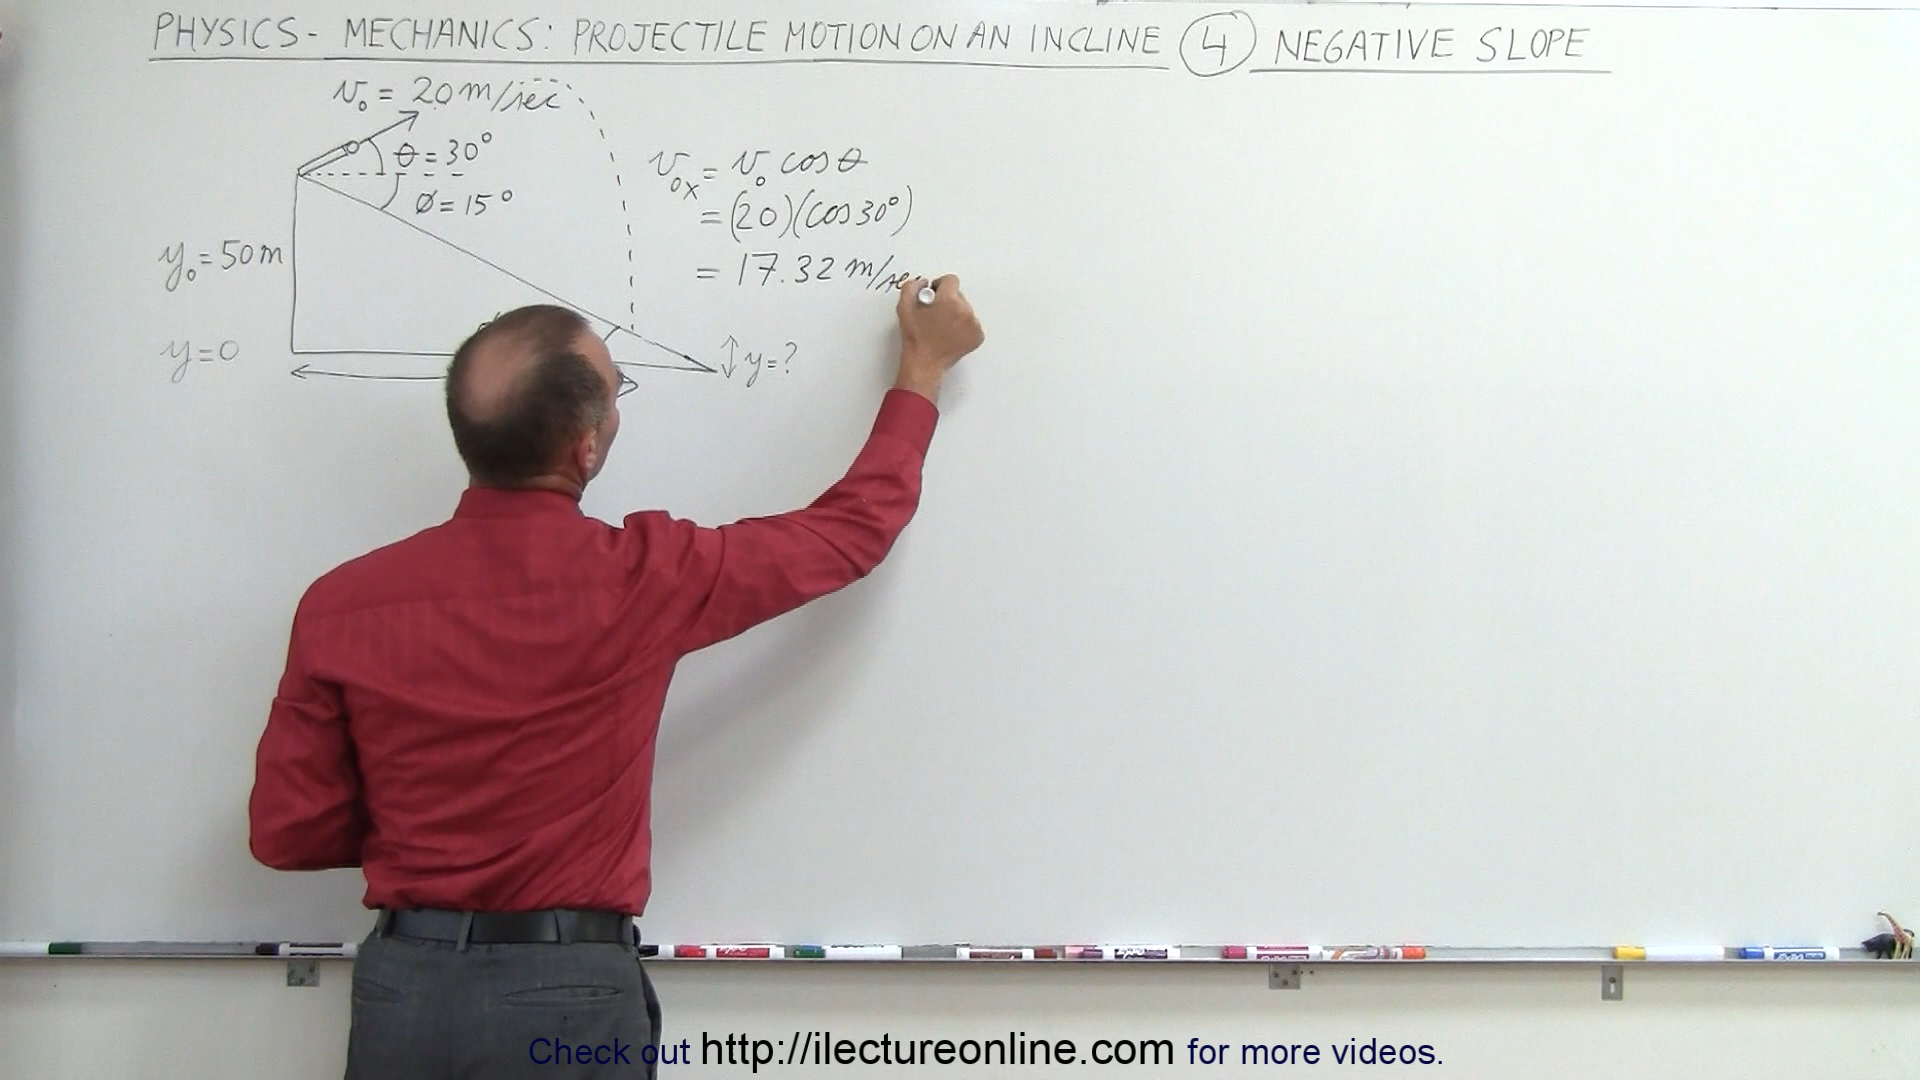 PHYSICS- MECHANICS: PROJECTILE MOTION ON AN INCLINE 4 NEGATIVE SLOPE
v₀ = 20 m/sec
θ = 30°
ø = 15°
y₀ = 50 m
y = 0
y = ?
v₀ₓ = v₀ cos θ
= (20)(cos 30°)
= 17.32 m/sec
Check out http://ilectureonline.com for more videos.